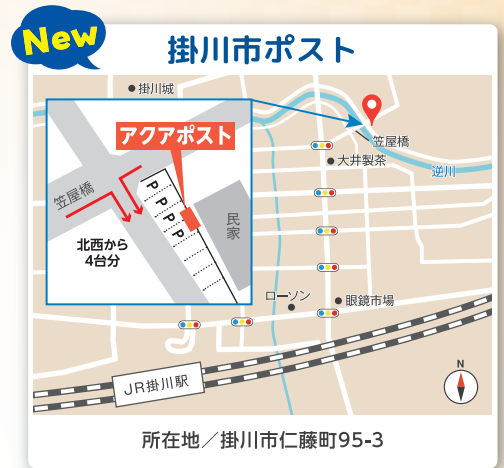 New
掛川市ポスト
掛川城
アクアポスト
笠屋橋
P
P
P
P
民家
北西から
4台分
笠屋橋
大井製茶
逆川
ローソン
眼鏡市場
JR掛川駅
N
所在地／掛川市仁藤町95-3